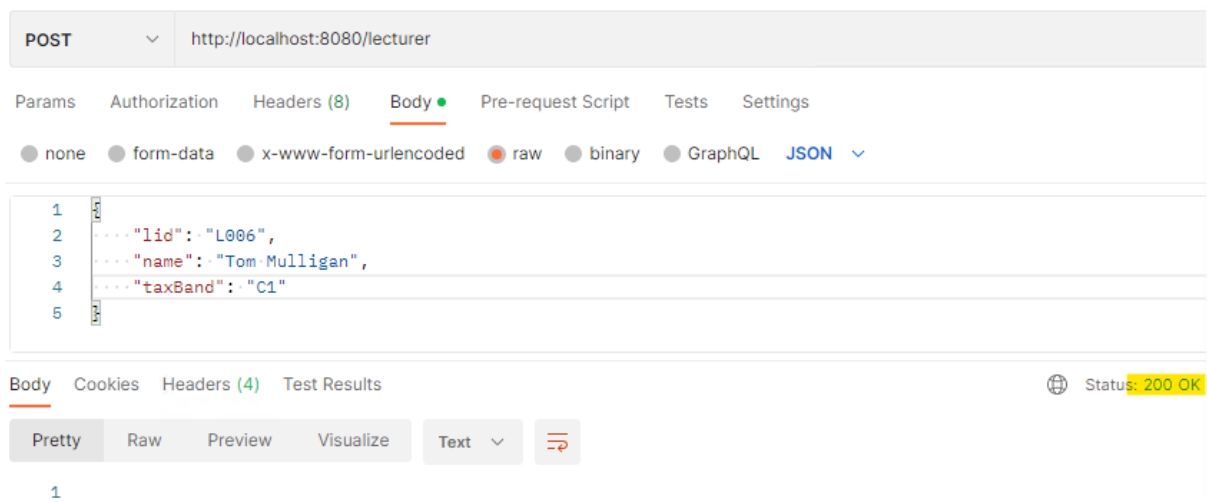 POST http://localhost:8080/lecturer
Params Authorization Headers (8) Body Pre-request Script Tests Settings
none form-data x-www-form-urlencoded raw binary GraphQL JSON
1 {
2 "lid": "L006",
3 "name": "Tom Mulligan",
4 "taxBand": "C1"
5 }
Body Cookies Headers (4) Test Results Status: 200 OK
Pretty Raw Preview Visualize Text
1